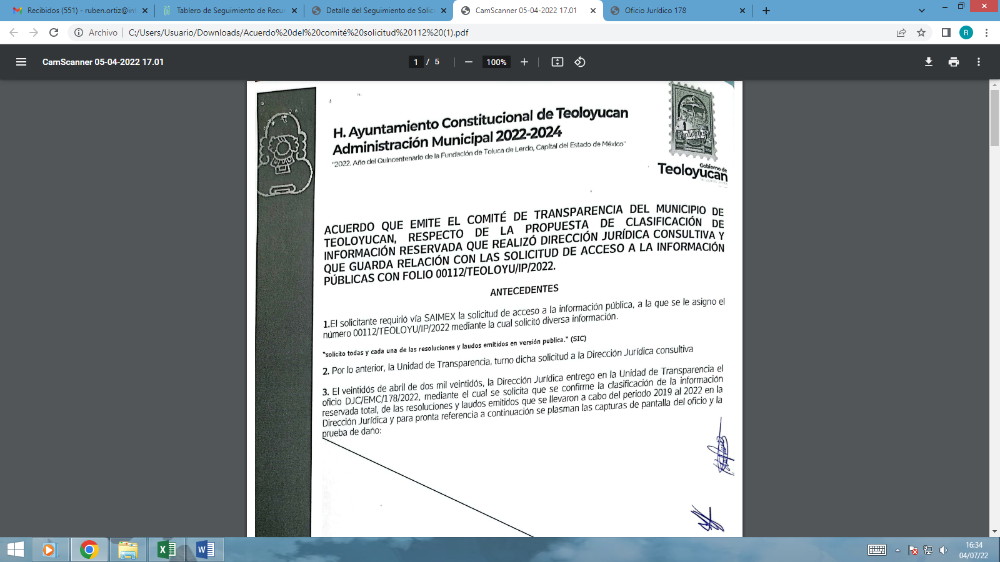 Recibidos (551) - ruben.ortiz@inf
Tablero de Seguimiento de Recur
Detalle del Seguimiento de Solici
CamScanner 05-04-2022 17.01
Oficio Jurídico 178
Archivo
C:/Users/Usuario/Downloads/Acuerdo%20del%20comité%20solicitud%20112%20(1).pdf
R
CamScanner 05-04-2022 17.01
1 / 5
100%
H. Ayuntamiento Constitucional de Teoloyucan
Administración Municipal 2022-2024
"2022. Año del Quincentenario de la Fundación de Toluca de Lerdo, Capital del Estado de México"
Gobierno de
Teoloyucan
ACUERDO QUE EMITE EL COMITÉ DE TRANSPARENCIA DEL MUNICIPIO DE
TEOLOYUCAN, RESPECTO DE LA PROPUESTA DE CLASIFICACIÓN DE
INFORMACIÓN RESERVADA QUE REALIZÓ DIRECCIÓN JURÍDICA CONSULTIVA Y
QUE GUARDA RELACIÓN CON LAS SOLICITUD DE ACCESO A LA INFORMACIÓN
PÚBLICAS CON FOLIO 00112/TEOLOYU/IP/2022.
ANTECEDENTES
1.El solicitante requirió vía SAIMEX la solicitud de acceso a la información pública, a la que se le asigno el
número 00112/TEOLOYU/IP/2022 mediante la cual solicitó diversa información.
"solicito todas y cada una de las resoluciones y laudos emitidos en versión publica." (SIC)
2. Por lo anterior, la Unidad de Transparencia, turno dicha solicitud a la Dirección Jurídica consultiva
3. El veintidós de abril de dos mil veintidós, la Dirección Jurídica entrego en la Unidad de Transparencia el
oficio DJC/EMC/178/2022, mediante el cual se solicita que se confirme la clasificación de la información
reservada total, de las resoluciones y laudos emitidos que se llevaron a cabo del periodo 2019 al 2022 en la
Dirección Jurídica y para pronta referencia a continuación se plasman las capturas de pantalla del oficio y la
prueba de daño:
16:34
04/07/22